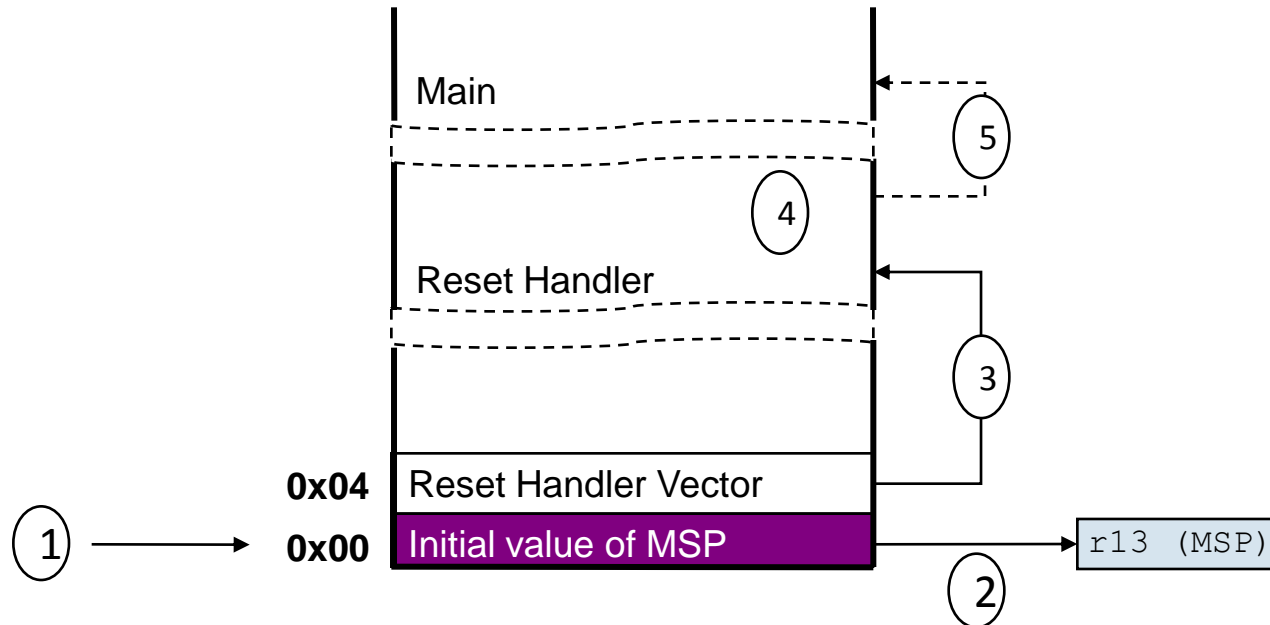 Main
5
4
Reset Handler
3
0x04 Reset Handler Vector
1 0x00 Initial value of MSP r13 (MSP)
2